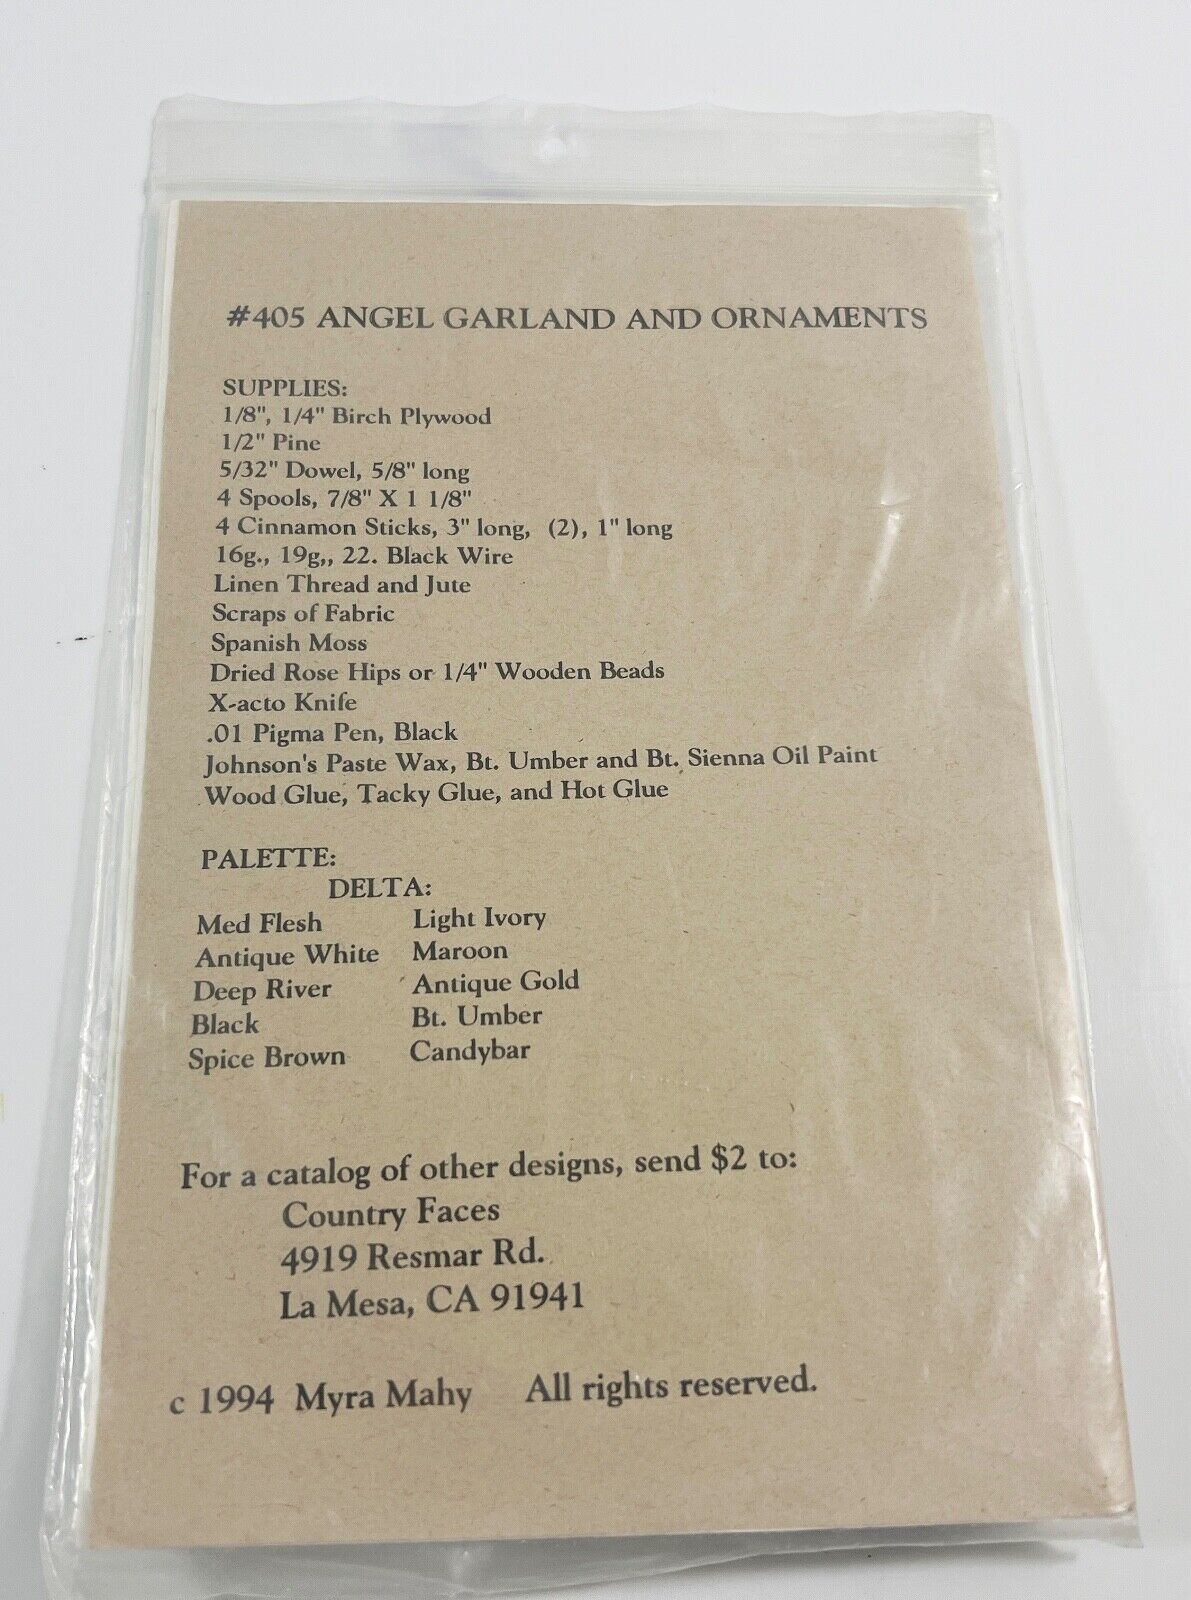 #405 ANGEL GARLAND AND ORNAMENTS
SUPPLIES:
1/8", 1/4" Birch Plywood
1/2" Pine
5/32" Dowel, 5/8" long
4 Spools, 7/8" X 1 1/8"
4 Cinnamon Sticks, 3" long, (2), 1" long
16g., 19g,, 22. Black Wire
Linen Thread and Jute
Scraps of Fabric
Spanish Moss
Dried Rose Hips or 1/4" Wooden Beads
X-acto Knife
.01 Pigma Pen, Black
Johnson's Paste Wax, Bt. Umber and Bt. Sienna Oil Paint
Wood Glue, Tacky Glue, and Hot Glue
PALETTE:
DELTA:
Med Flesh Light Ivory
Antique White Maroon
Deep River Antique Gold
Black Bt. Umber
Spice Brown Candybar
For a catalog of other designs, send $2 to:
Country Faces
4919 Resmar Rd.
La Mesa, CA 91941
c 1994 Myra Mahy All rights reserved.